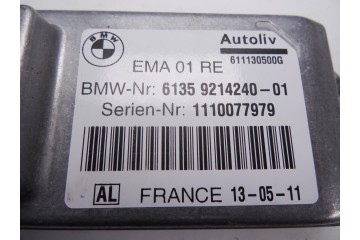 BMW
Autoliv
611130500G
EMA 01 RE
BMW-Nr: 6135 9214240-01
Serien-Nr: 1110077979
AL FRANCE 13-05-11